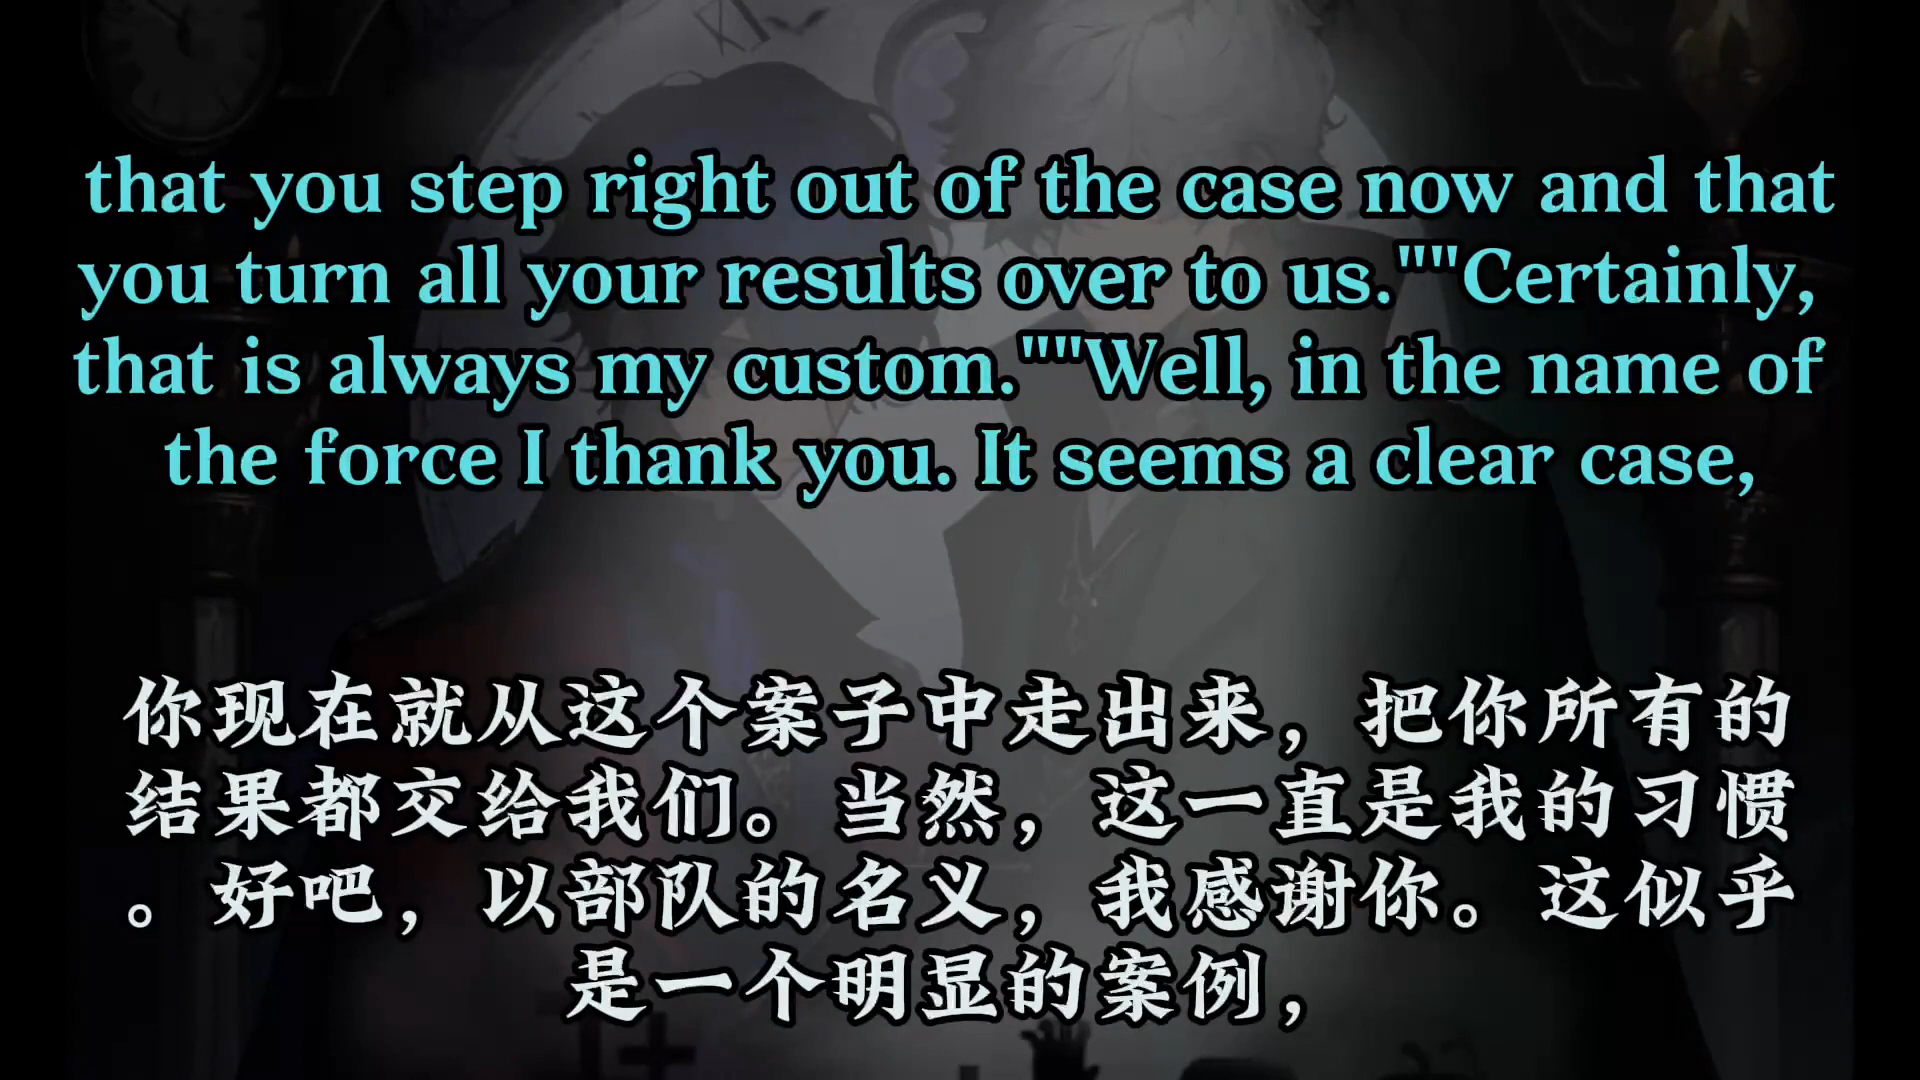 that you step right out of the case now and that
you turn all your results over to us.""Certainly,
that is always my custom.""Well, in the name of
the force I thank you. It seems a clear case,
你现在就从这个案子中走出来，把你所有的
结果都交给我们。当然，这一直是我的习惯
。好吧，以部队的名义，我感谢你。这似乎
是一个明显的案例，